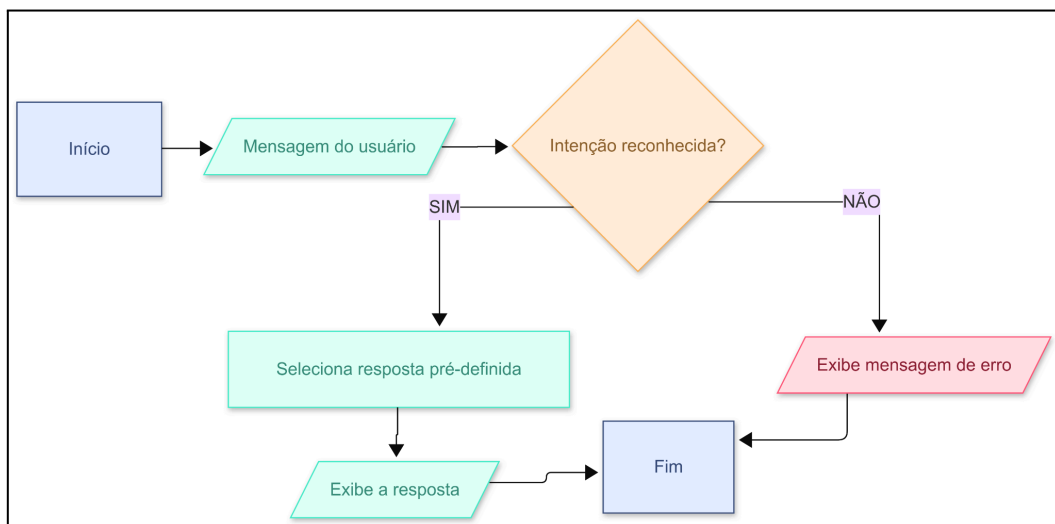 Início
Mensagem do usuário
Intenção reconhecida?
SIM
NÃO
Seleciona resposta pré-definida
Exibe mensagem de erro
Exibe a resposta
Fim